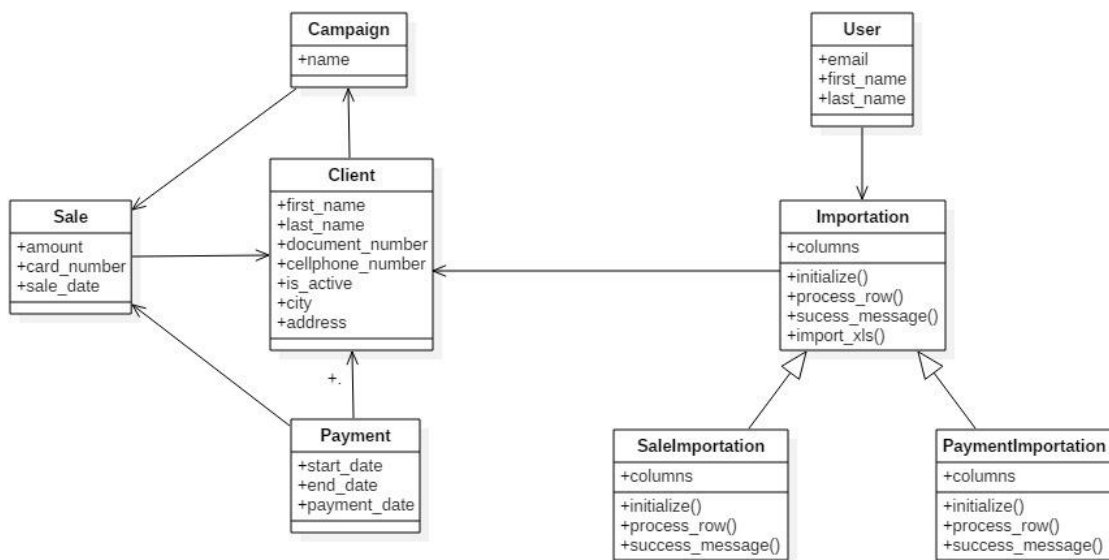 Campaign
+name
User
+email
+first_name
+last_name
Client
+first_name
+last_name
+document_number
+cellphone_number
+is_active
+city
+address
Sale
+amount
+card_number
+sale_date
Importation
+columns
+initialize()
+process_row()
+sucess_message()
+import_xls()
+.
Payment
+start_date
+end_date
+payment_date
SaleImportation
+columns
+initialize()
+process_row()
+success_message()
PaymentImportation
+columns
+initialize()
+process_row()
+success_message()